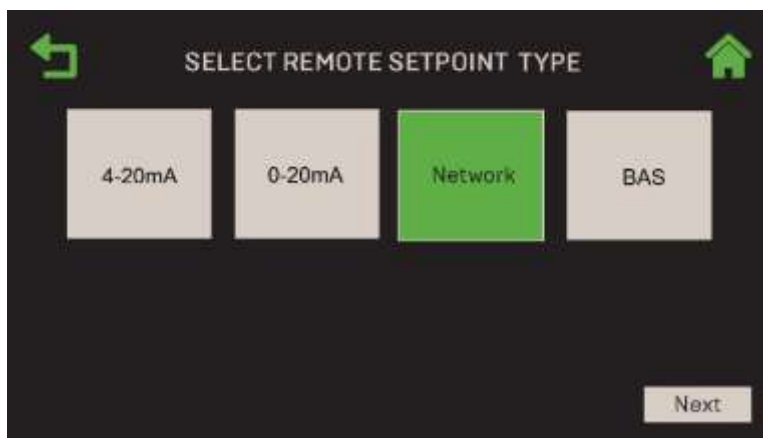 SELECT REMOTE SETPOINT TYPE
4-20mA
0-20mA
Network
BAS
Next